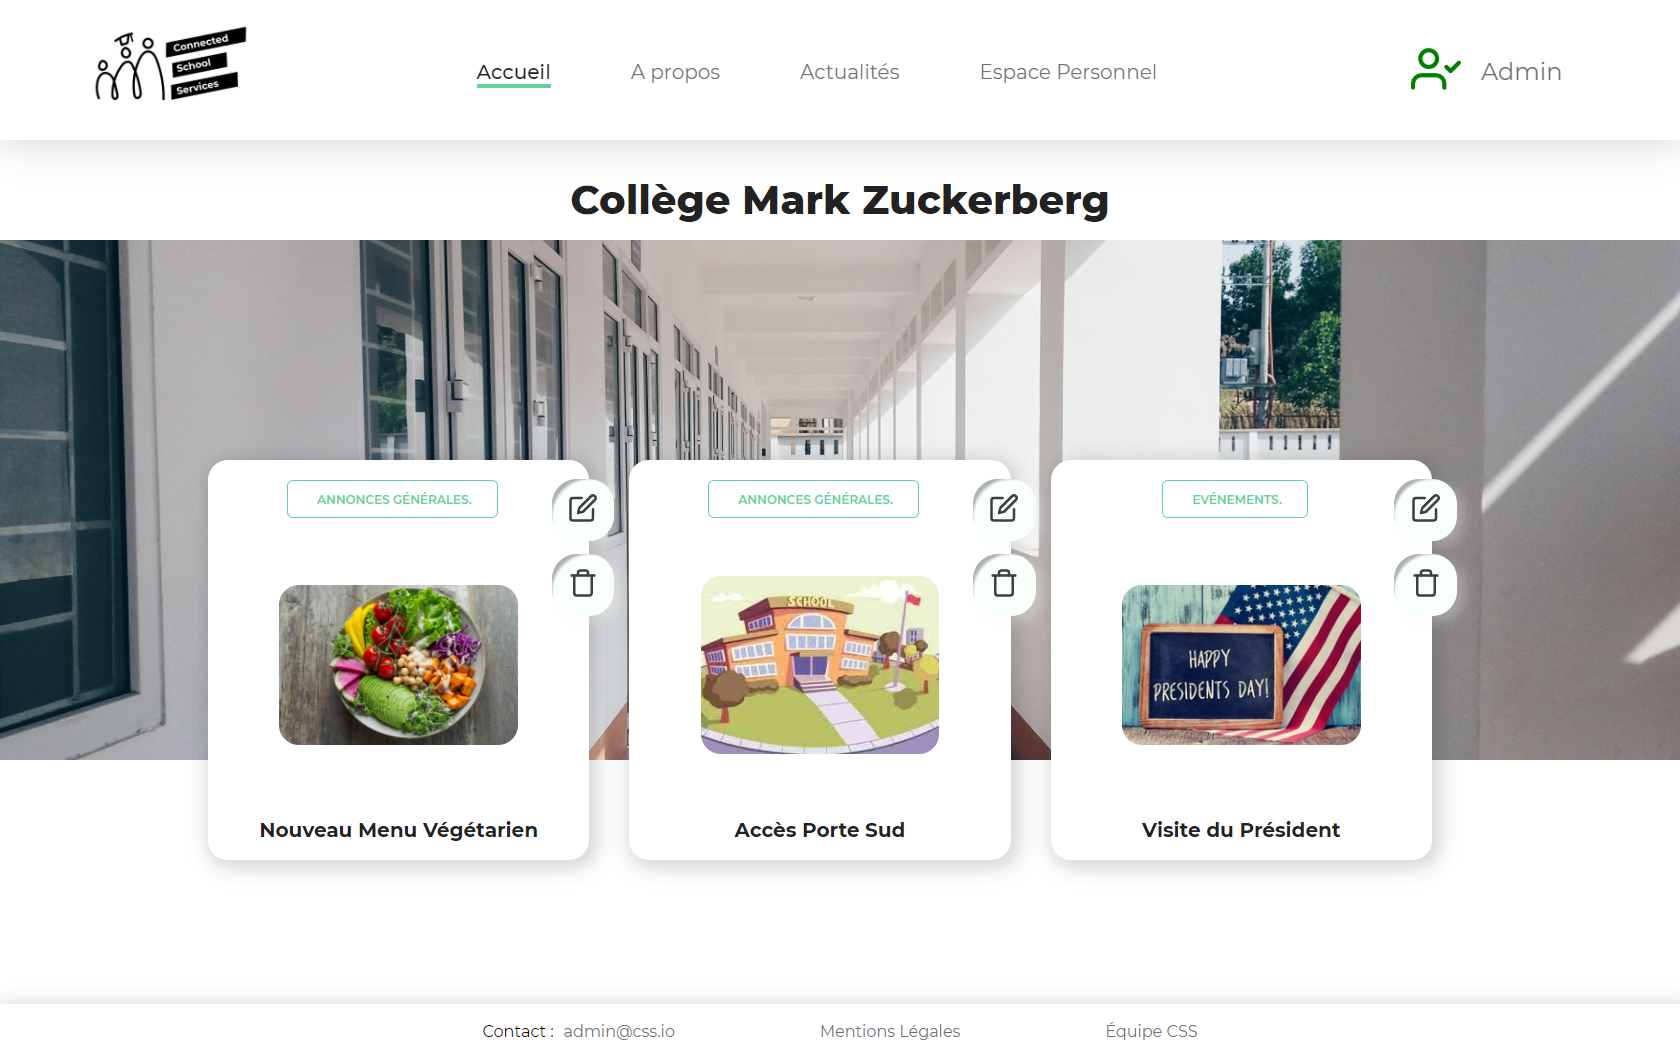 Connected
School
Services
Accueil
A propos
Actualités
Espace Personnel
Admin
Collège Mark Zuckerberg
ANNONCES GÉNÉRALES.
ANNONCES GÉNÉRALES.
EVÉNEMENTS.
SCHOOL
HAPPY
PRESIDENTS DAY!
Nouveau Menu Végétarien
Accès Porte Sud
Visite du Président
Contact : admin@css.io
Mentions Légales
Équipe CSS